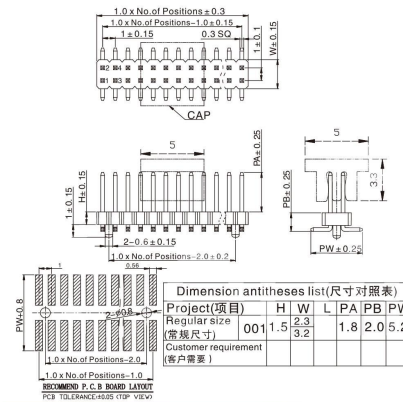 1.0 x No.of Positions±0.3
1.0 x No.of Positions-1.0±0.15
1±0.15
0.3 SQ
1±0.1
W±0.15
2 4
1 3
CAP
5
PA±0.25
H±0.15
1±0.15
2-0.6±0.15
1.0 x No.of Positions-2.0±0.2
5
3.3
PB±0.25
PW±0.25
1
0.56
PW+0.8
2-ø0.8
1.0 x No.of Positions-2.0
1.0 x No.of Positions-1.0
RECOMMEND P.C.B BOARD LAYOUT
PCB TOLERANCE:±0.05 (TOP VIEW)
Dimension antitheses list(尺寸对照表)
Project(项目) H W L PA PB PW
Regular size (常规尺寸) 001 1.5 2.3 3.2 1.8 2.0 5.2
Customer requirement
(客户需要)